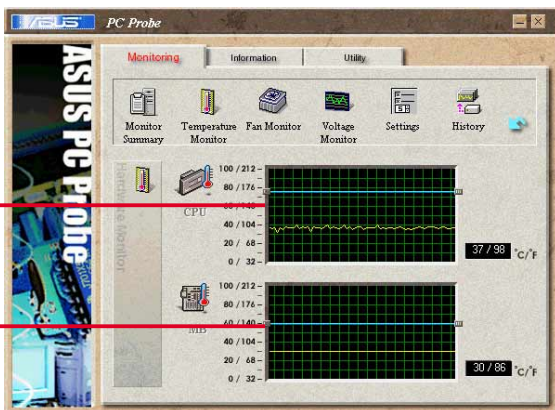 ASUS PC Probe
Monitoring Information Utility
Monitor Summary
Temperature Monitor
Fan Monitor
Voltage Monitor
Settings
History
ASUS PC Probe
Hardware Monitor
CPU
100 / 212
80 / 176
60 / 140
40 / 104
20 / 68
0 / 32
37 / 98 °C/°F
MB
100 / 212
80 / 176
60 / 140
40 / 104
20 / 68
0 / 32
30 / 86 °C/°F